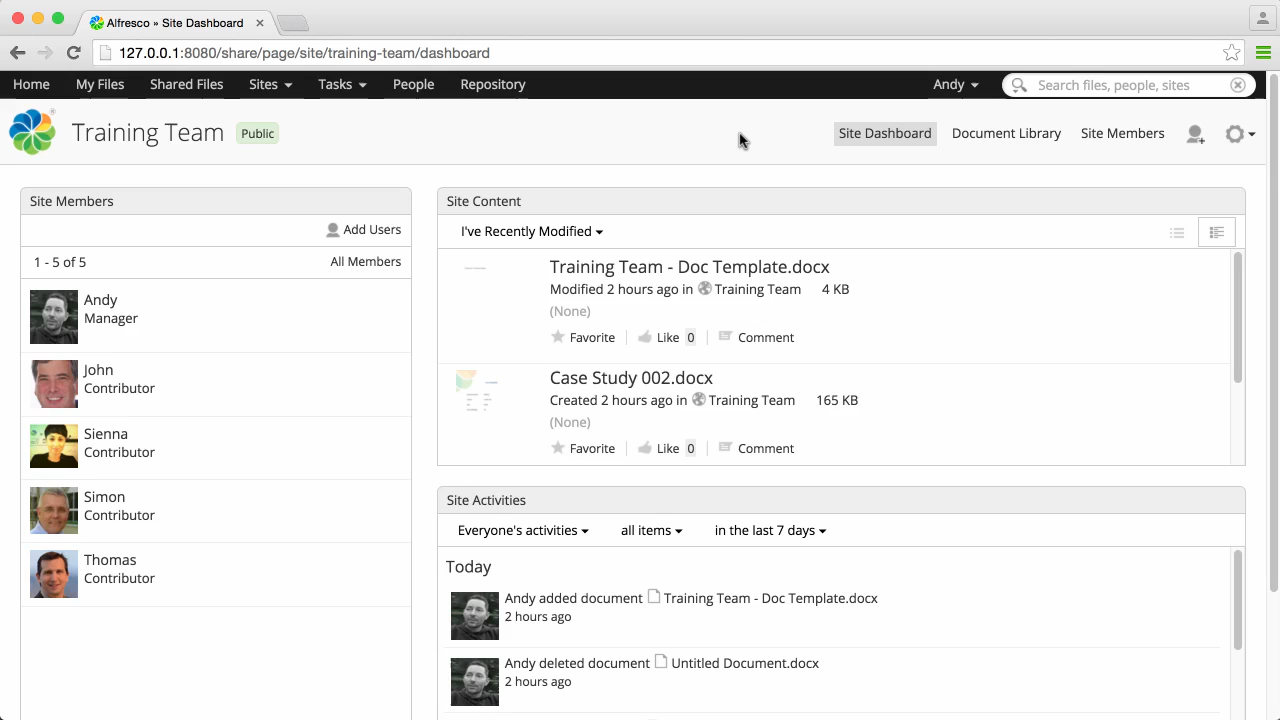 Alfresco » Site Dashboard
127.0.0.1:8080/share/page/site/training-team/dashboard
Home My Files Shared Files Sites Tasks People Repository Andy Search files, people, sites
Training Team Public Site Dashboard Document Library Site Members
Site Members
Add Users
1 - 5 of 5 All Members
Andy
Manager
John
Contributor
Sienna
Contributor
Simon
Contributor
Thomas
Contributor
Site Content
I've Recently Modified
Training Team - Doc Template.docx
Modified 2 hours ago in Training Team 4 KB
(None)
Favorite Like 0 Comment
Case Study 002.docx
Created 2 hours ago in Training Team 165 KB
(None)
Favorite Like 0 Comment
Site Activities
Everyone's activities all items in the last 7 days
Today
Andy added document Training Team - Doc Template.docx
2 hours ago
Andy deleted document Untitled Document.docx
2 hours ago